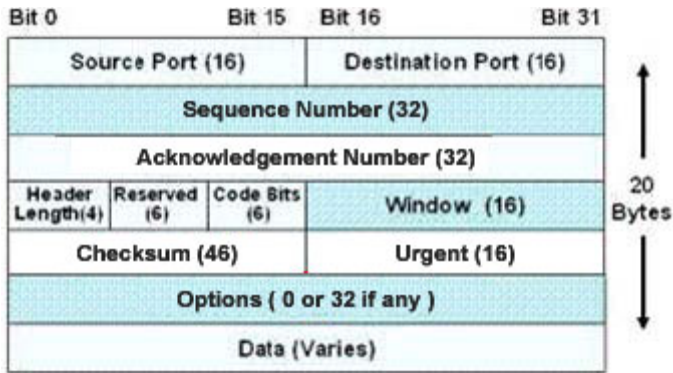 Bit 0 Bit 15 Bit 16 Bit 31
Source Port (16) Destination Port (16)
Sequence Number (32)
Acknowledgement Number (32)
Header Length(4) Reserved (6) Code Bits (6) Window (16)
20 Bytes
Checksum (46) Urgent (16)
Options ( 0 or 32 if any )
Data (Varies)